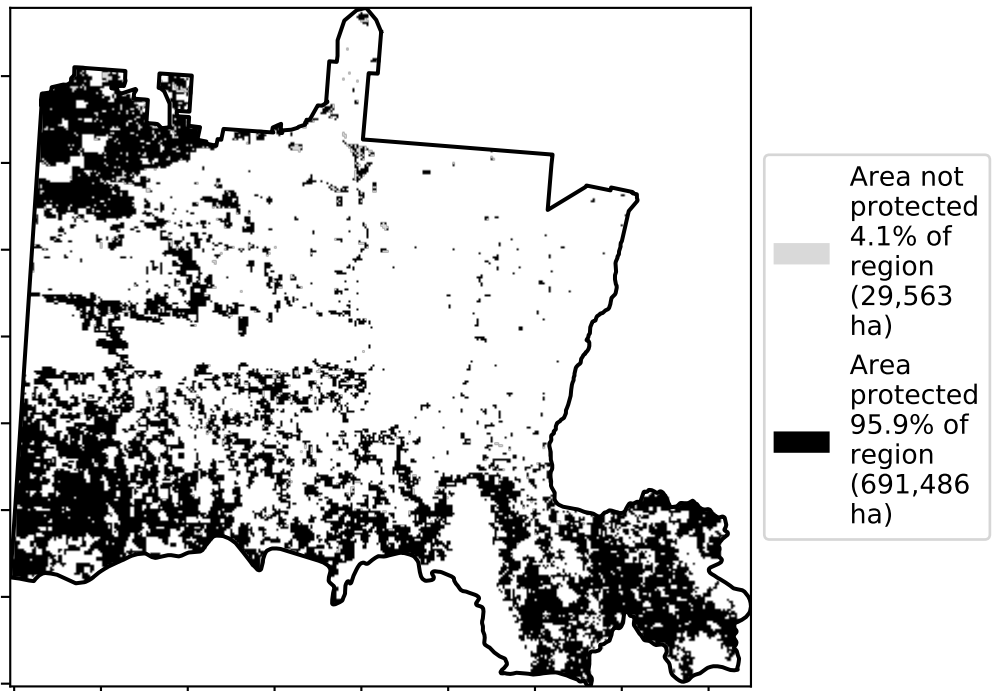 Area not
protected
4.1% of
region
(29,563
ha)
Area
protected
95.9% of
region
(691,486
ha)